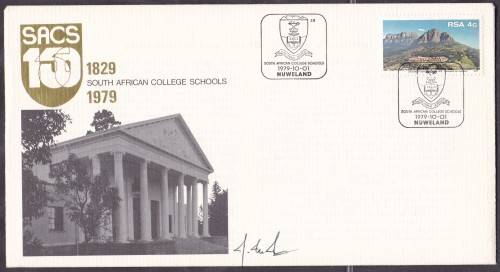 SACS
150
1829
SOUTH AFRICAN COLLEGE SCHOOLS
1979
SOUTH AFRICAN COLLEGE SCHOOLS
1979-10-01
NUWELAND
RSA 4c
SOUTH AFRICAN COLLEGE SCHOOLS
1979-10-01
NUWELAND